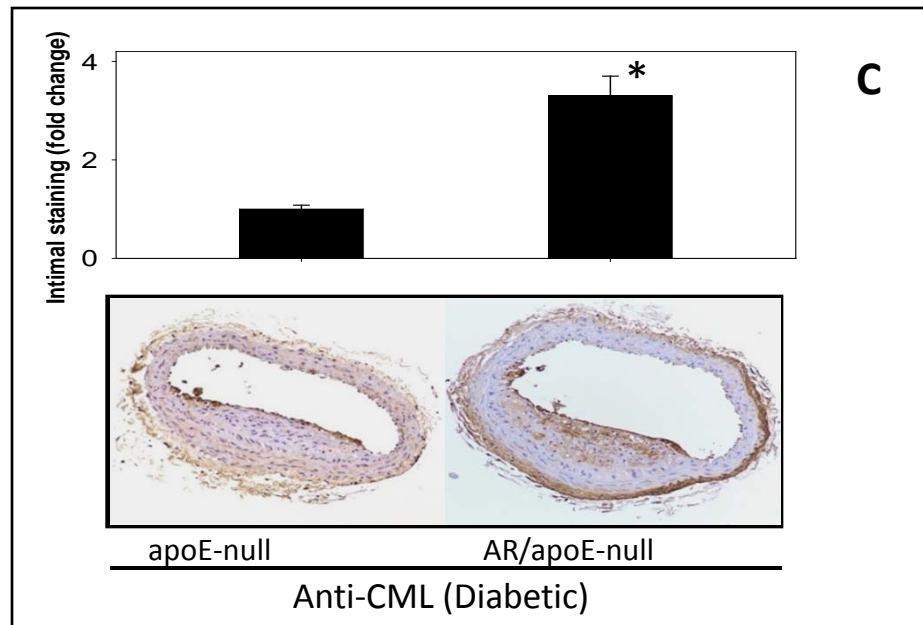 C
Intimal staining (fold change)
4
*
2
0
apoE-null
AR/apoE-null
Anti-CML (Diabetic)